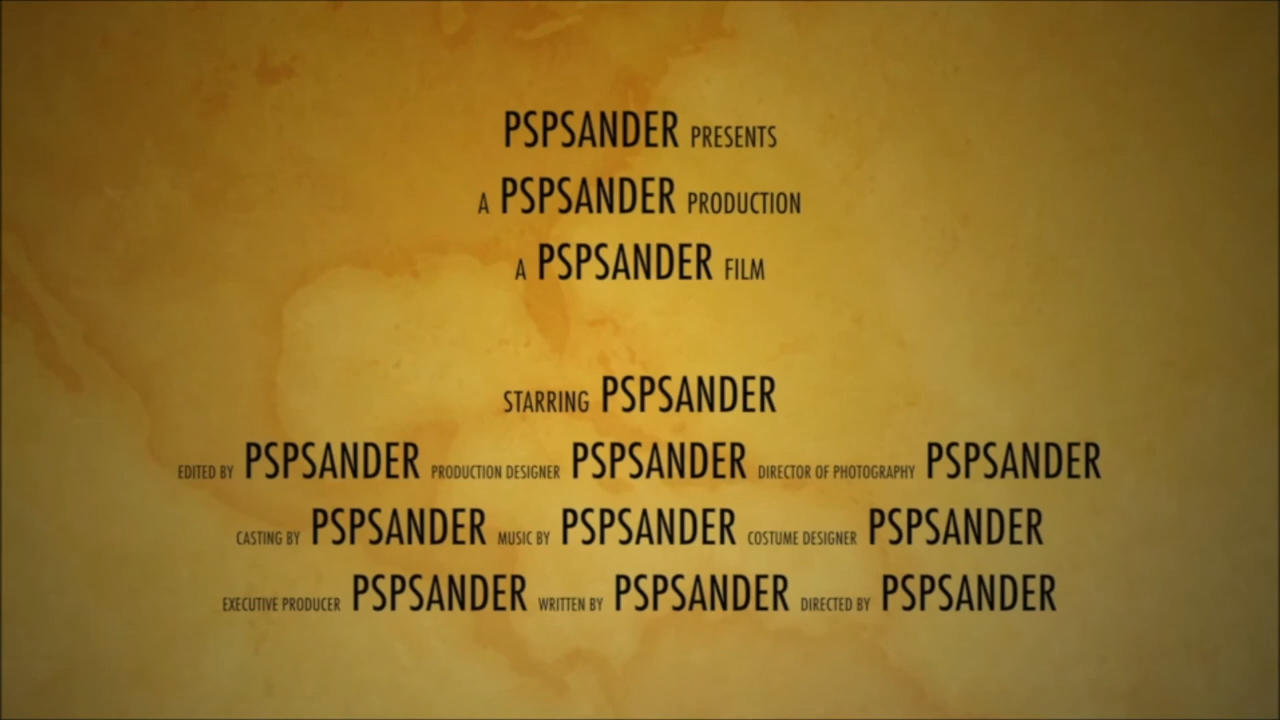 PSPSANDER PRESENTS
A PSPSANDER PRODUCTION
A PSPSANDER FILM
STARRING PSPSANDER
EDITED BY PSPSANDER PRODUCTION DESIGNER PSPSANDER DIRECTOR OF PHOTOGRAPHY PSPSANDER
CASTING BY PSPSANDER MUSIC BY PSPSANDER COSTUME DESIGNER PSPSANDER
EXECUTIVE PRODUCER PSPSANDER WRITTEN BY PSPSANDER DIRECTED BY PSPSANDER